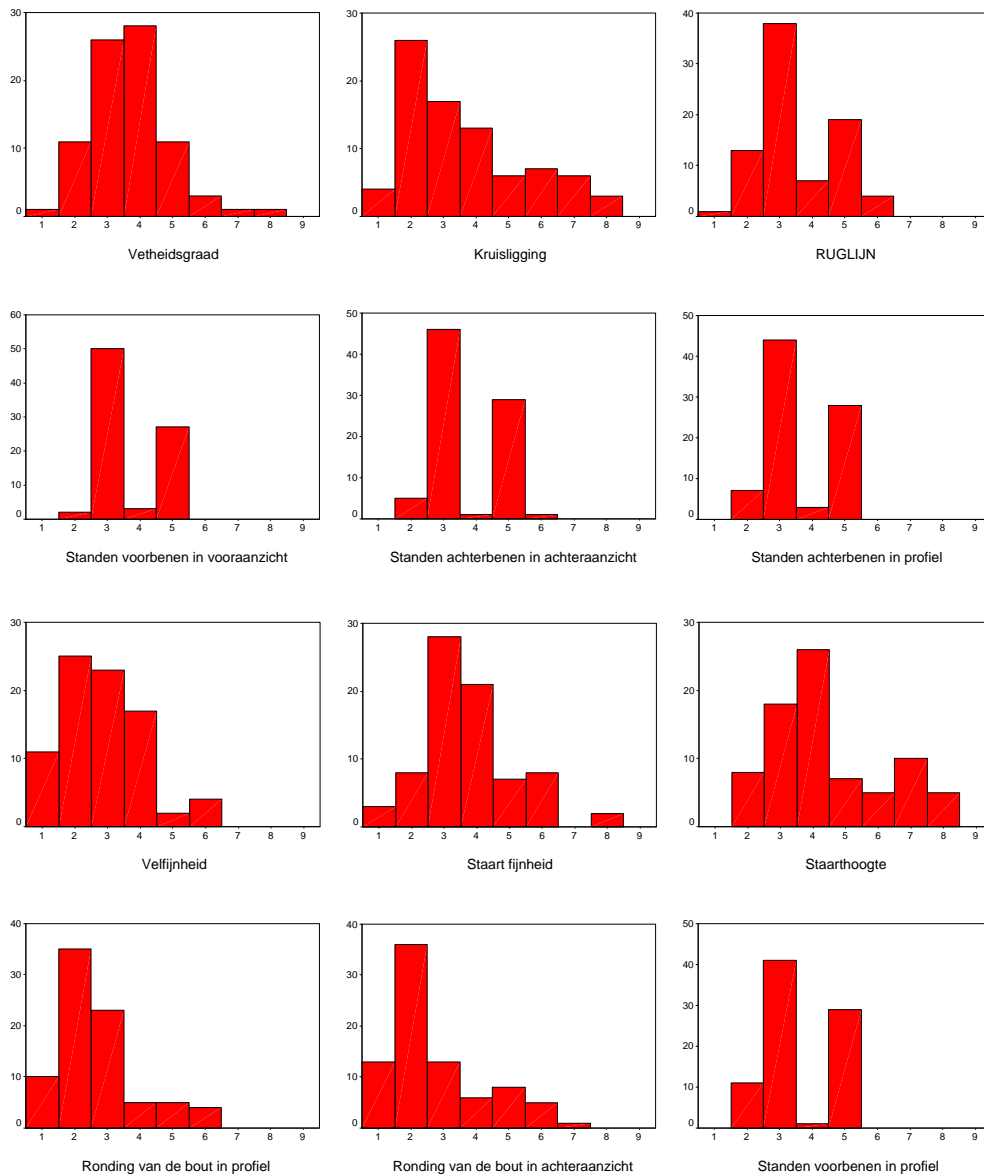 30
20
10
0
1 2 3 4 5 6 7 8 9
Vetheidsgraad
30
20
10
0
1 2 3 4 5 6 7 8 9
Kruisligging
40
30
20
10
0
1 2 3 4 5 6 7 8 9
RUGLIJN
60
50
40
30
20
10
0
1 2 3 4 5 6 7 8 9
Standen voorbenen in vooraanzicht
50
40
30
20
10
0
1 2 3 4 5 6 7 8 9
Standen achterbenen in achteraanzicht
50
40
30
20
10
0
1 2 3 4 5 6 7 8 9
Standen achterbenen in profiel
30
20
10
0
1 2 3 4 5 6 7 8 9
Velfijnheid
30
20
10
0
1 2 3 4 5 6 7 8 9
Staart fijnheid
30
20
10
0
1 2 3 4 5 6 7 8 9
Staarthoogte
40
30
20
10
0
1 2 3 4 5 6 7 8 9
Ronding van de bout in profiel
40
30
20
10
0
1 2 3 4 5 6 7 8 9
Ronding van de bout in achteraanzicht
50
40
30
20
10
0
1 2 3 4 5 6 7 8 9
Standen voorbenen in profiel